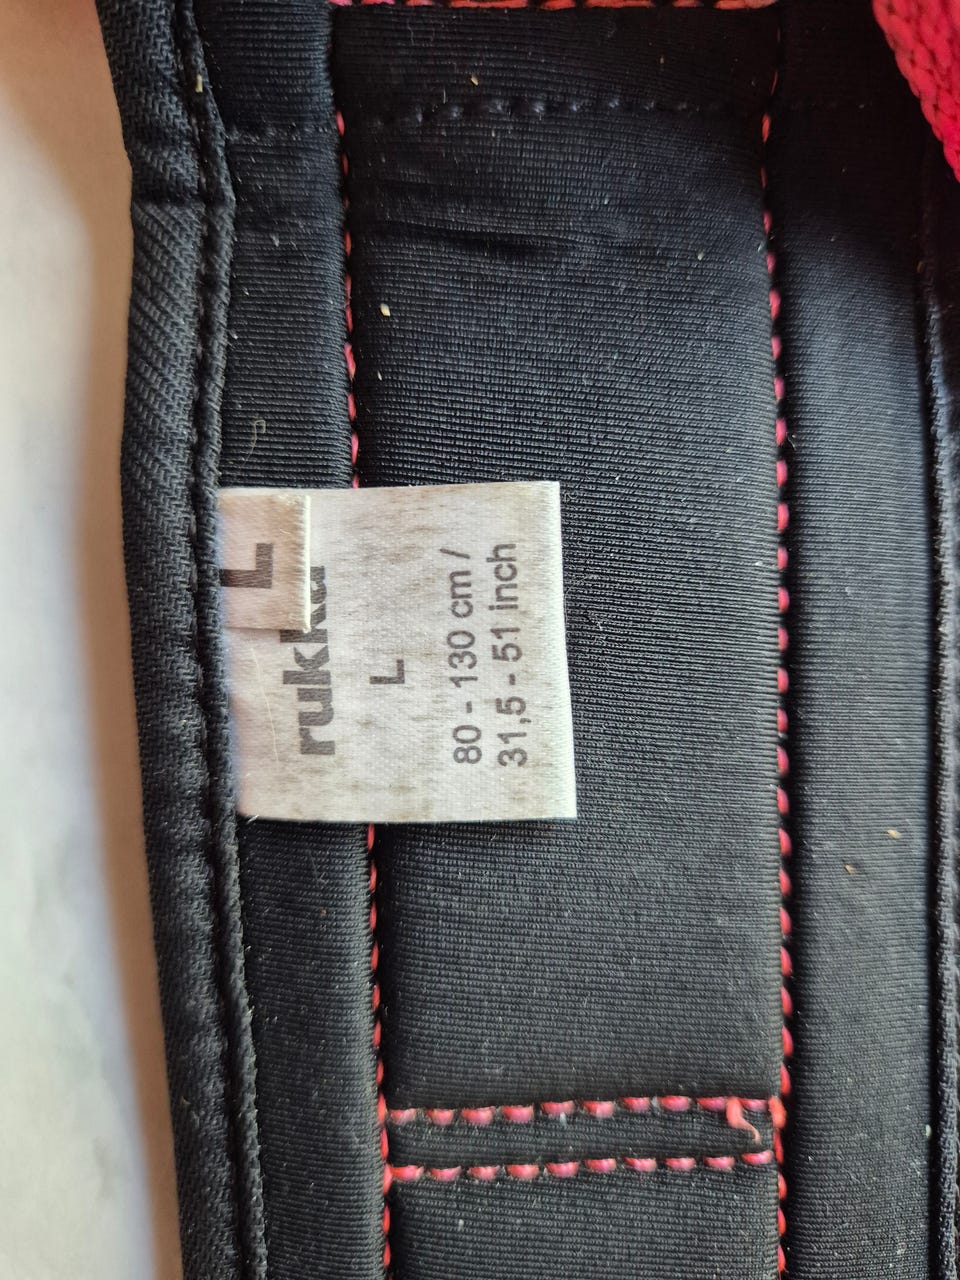 L
rukka
L
80 - 130 cm /
31,5 - 51 inch